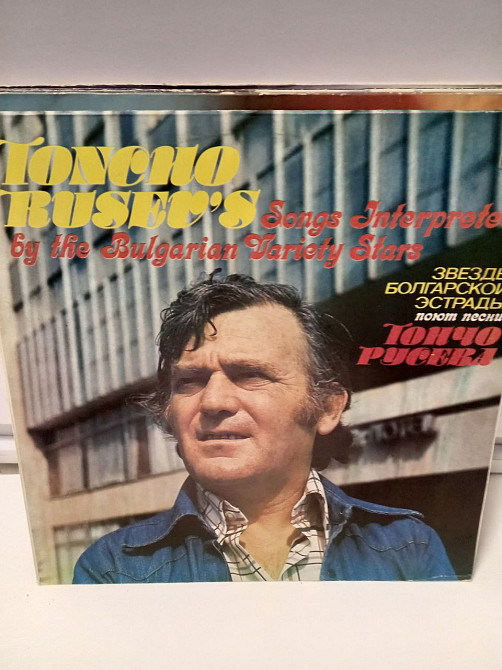 TONCHO
RUSEV'S Songs Interprete
by the Bulgarian Variety Stars
ЗВЕЗДЫ
БОЛГАРСКОЙ
ЭСТРАДЫ
поют песни
ТОНЧО
РУСЕВА